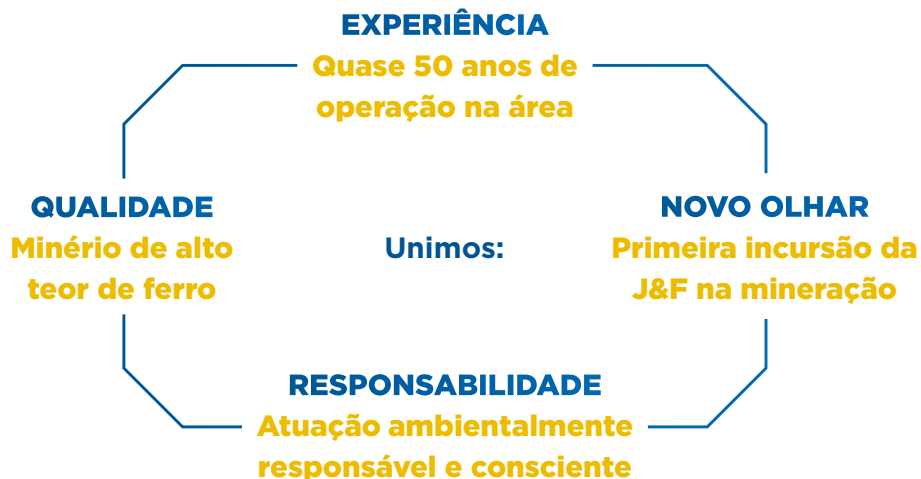 EXPERIÊNCIA
Quase 50 anos de
operação na área
QUALIDADE
Minério de alto
teor de ferro
Unimos:
NOVO OLHAR
Primeira incursão da
J&F na mineração
RESPONSABILIDADE
Atuação ambientalmente
responsável e consciente